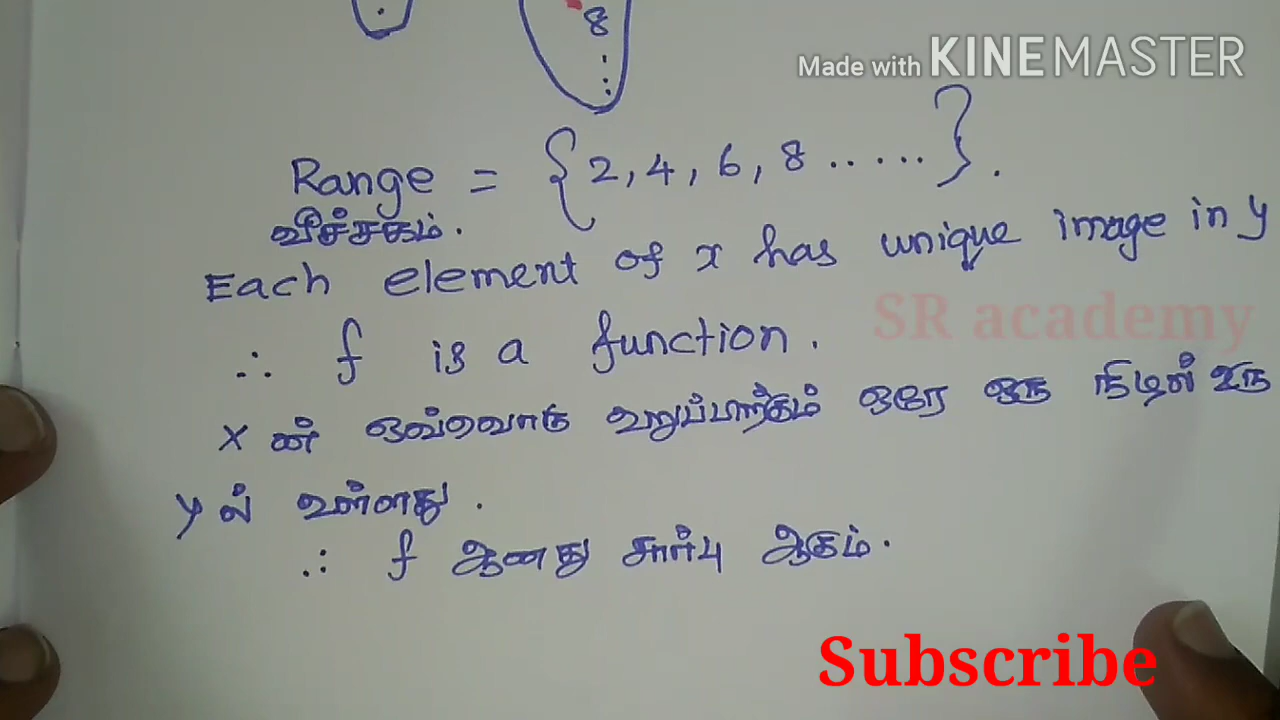 8
Made with KINEMASTER
Range = {2, 4, 6, 8 .....}.
வீச்சகம்.
Each element of x has unique image in y
SR academy
∴ f is a function.
x ன் ஒவ்வொரு உறுப்பிற்கும் ஒரே ஒரு நிழல் உரு
y ல் உள்ளது.
∴ f ஆனது சார்பு ஆகும்.
Subscribe